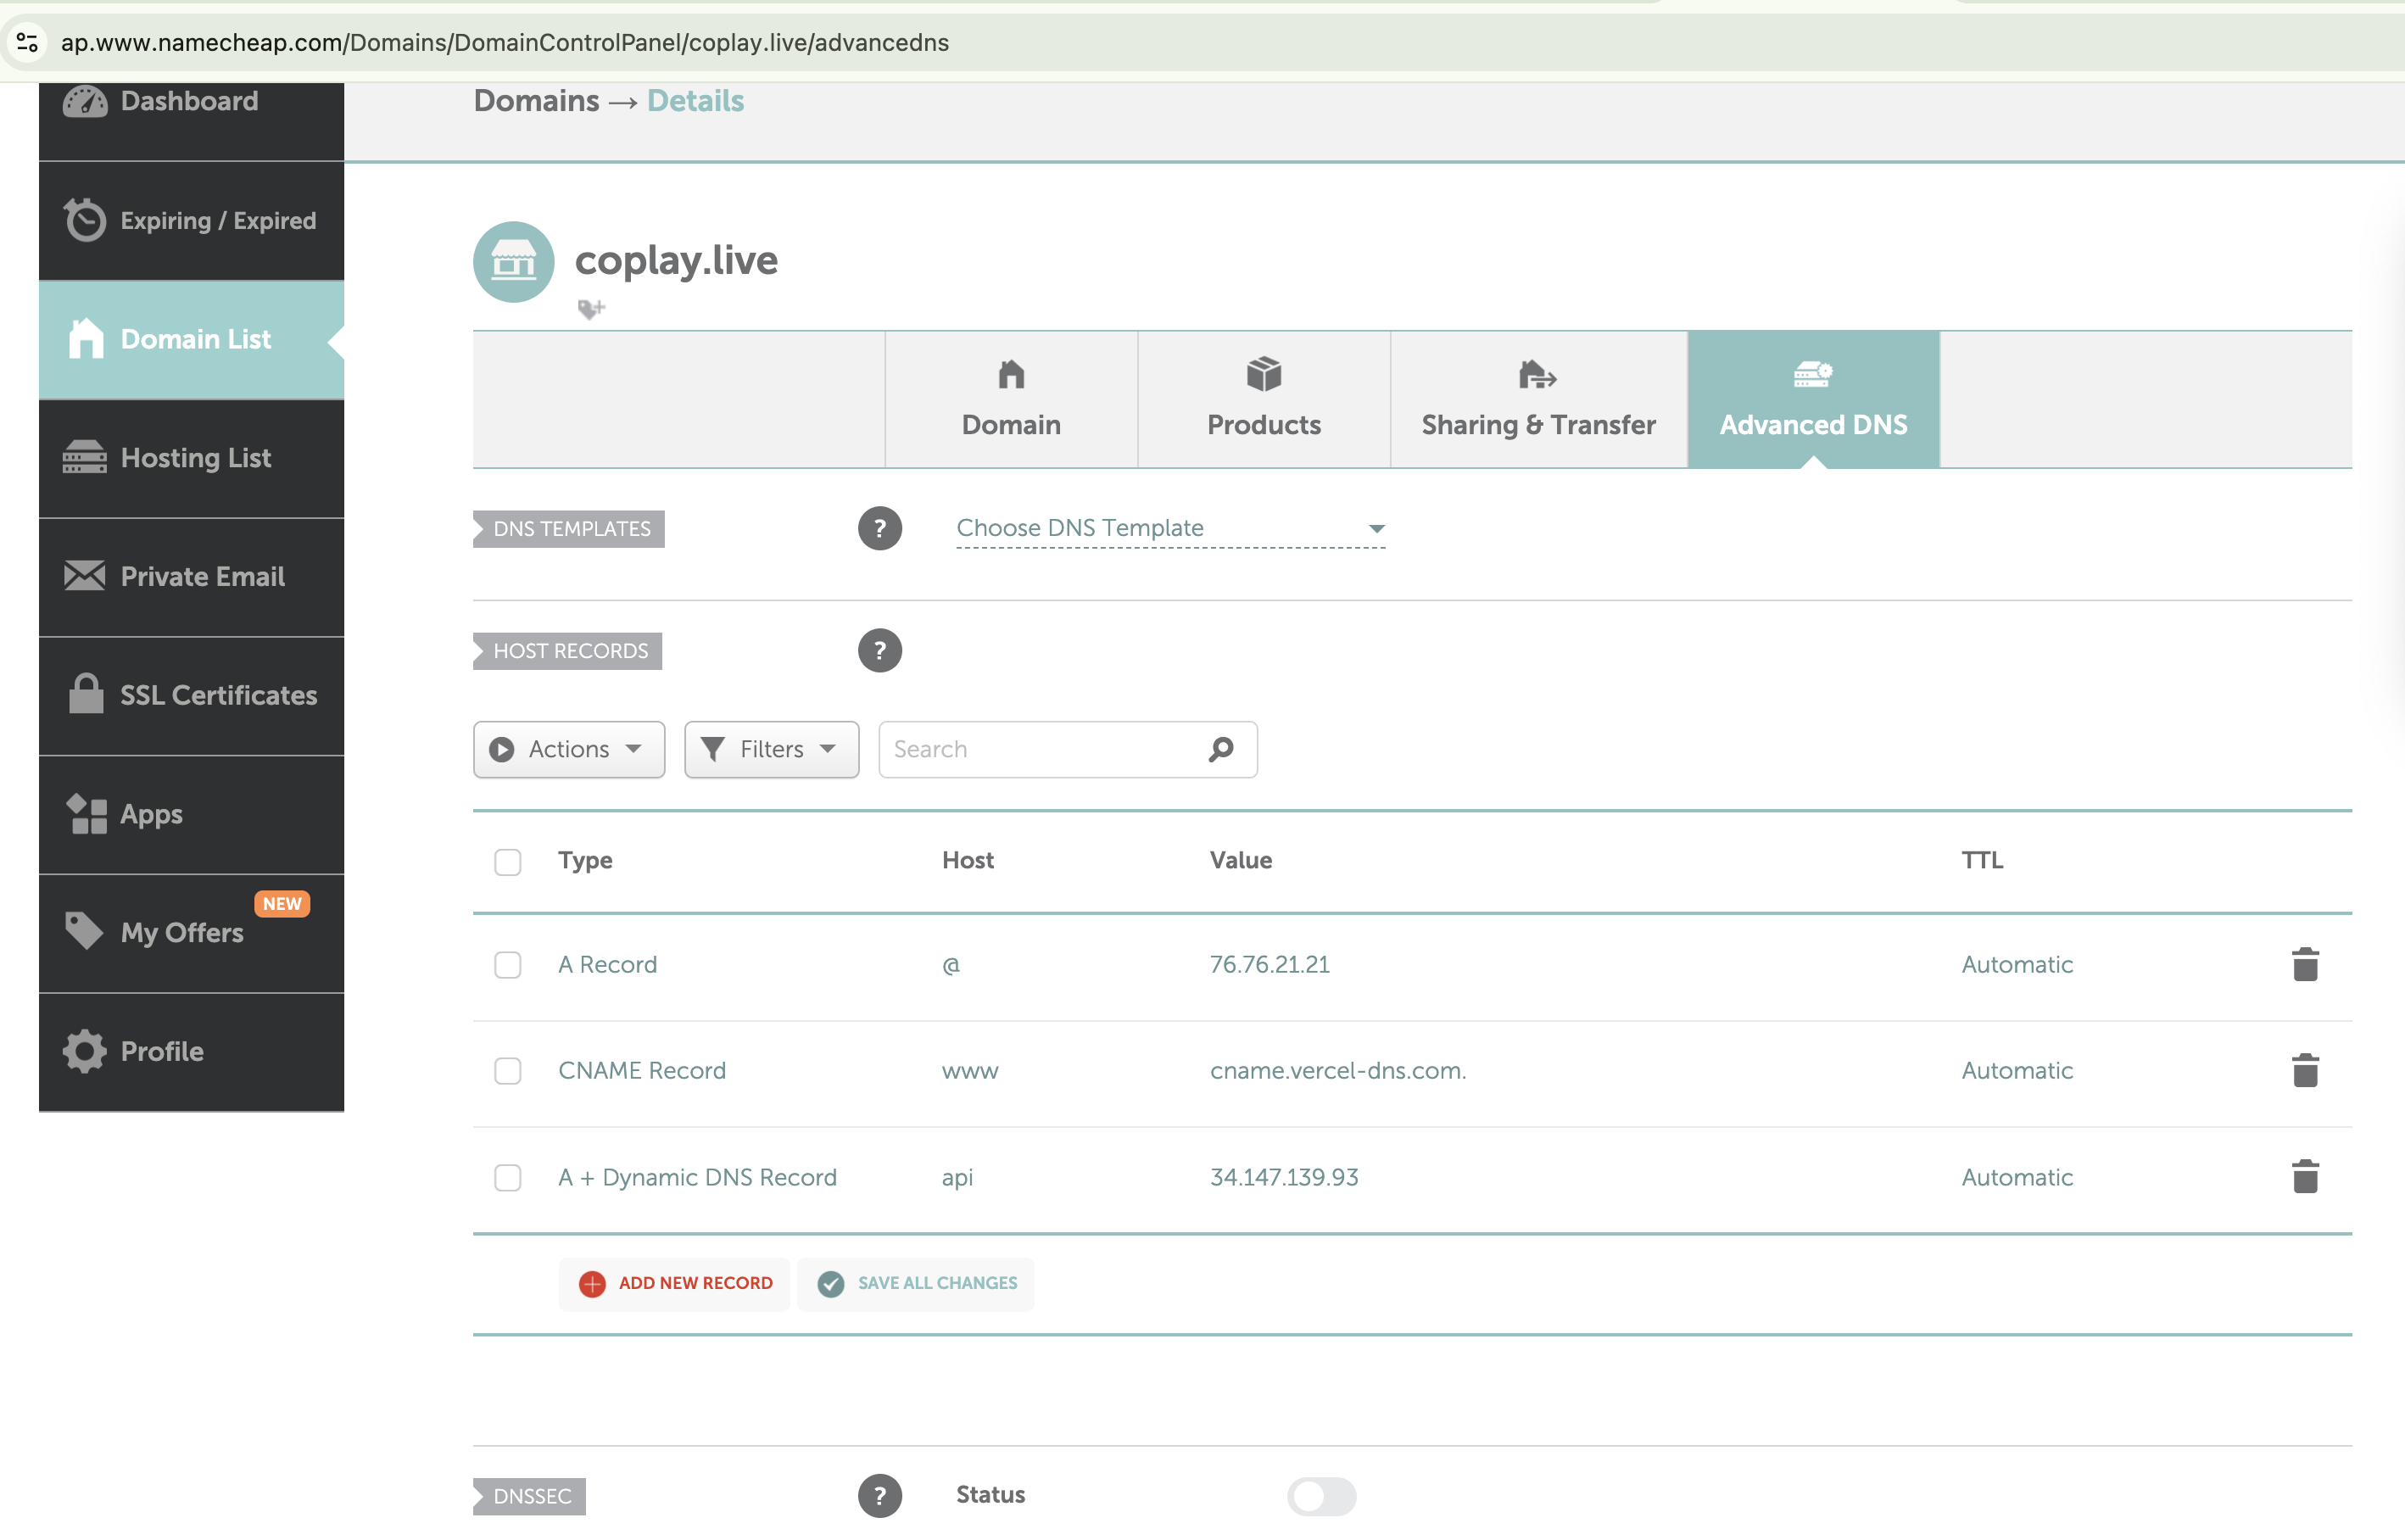 ap.www.namecheap.com/Domains/DomainControlPanel/coplay.live/advancedns
Dashboard
Expiring / Expired
Domain List
Hosting List
Private Email
SSL Certificates
Apps
NEW
My Offers
Profile
Domains → Details
coplay.live
Domain
Products
Sharing & Transfer
Advanced DNS
DNS TEMPLATES
?
Choose DNS Template
HOST RECORDS
?
Actions
Filters
Search
Type Host Value TTL
A Record @ 76.76.21.21 Automatic
CNAME Record www cname.vercel-dns.com. Automatic
A + Dynamic DNS Record api 34.147.139.93 Automatic
ADD NEW RECORD
SAVE ALL CHANGES
DNSSEC
?
Status